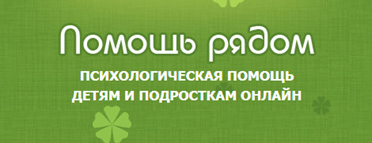 Помощь рядом
ПСИХОЛОГИЧЕСКАЯ ПОМОЩЬ
ДЕТЯМ И ПОДРОСТКАМ ОНЛАЙН